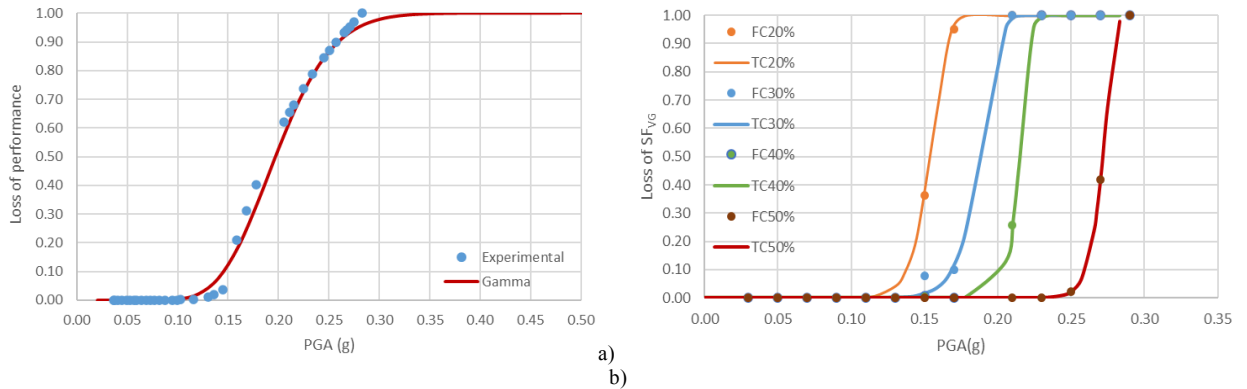 1.00
0.90
0.80
0.70
0.60
0.50
0.40
0.30
0.20
0.10
0.00
Loss of performance
Experimental
Gamma
0.00 0.05 0.10 0.15 0.20 0.25 0.30 0.35 0.40 0.45 0.50
PGA (g)
a)
1.00
0.90
0.80
0.70
0.60
0.50
0.40
0.30
0.20
0.10
0.00
Loss of SFVG
FC20%
TC20%
FC30%
TC30%
FC40%
TC40%
FC50%
TC50%
0.00 0.05 0.10 0.15 0.20 0.25 0.30 0.35
PGA(g)
b)